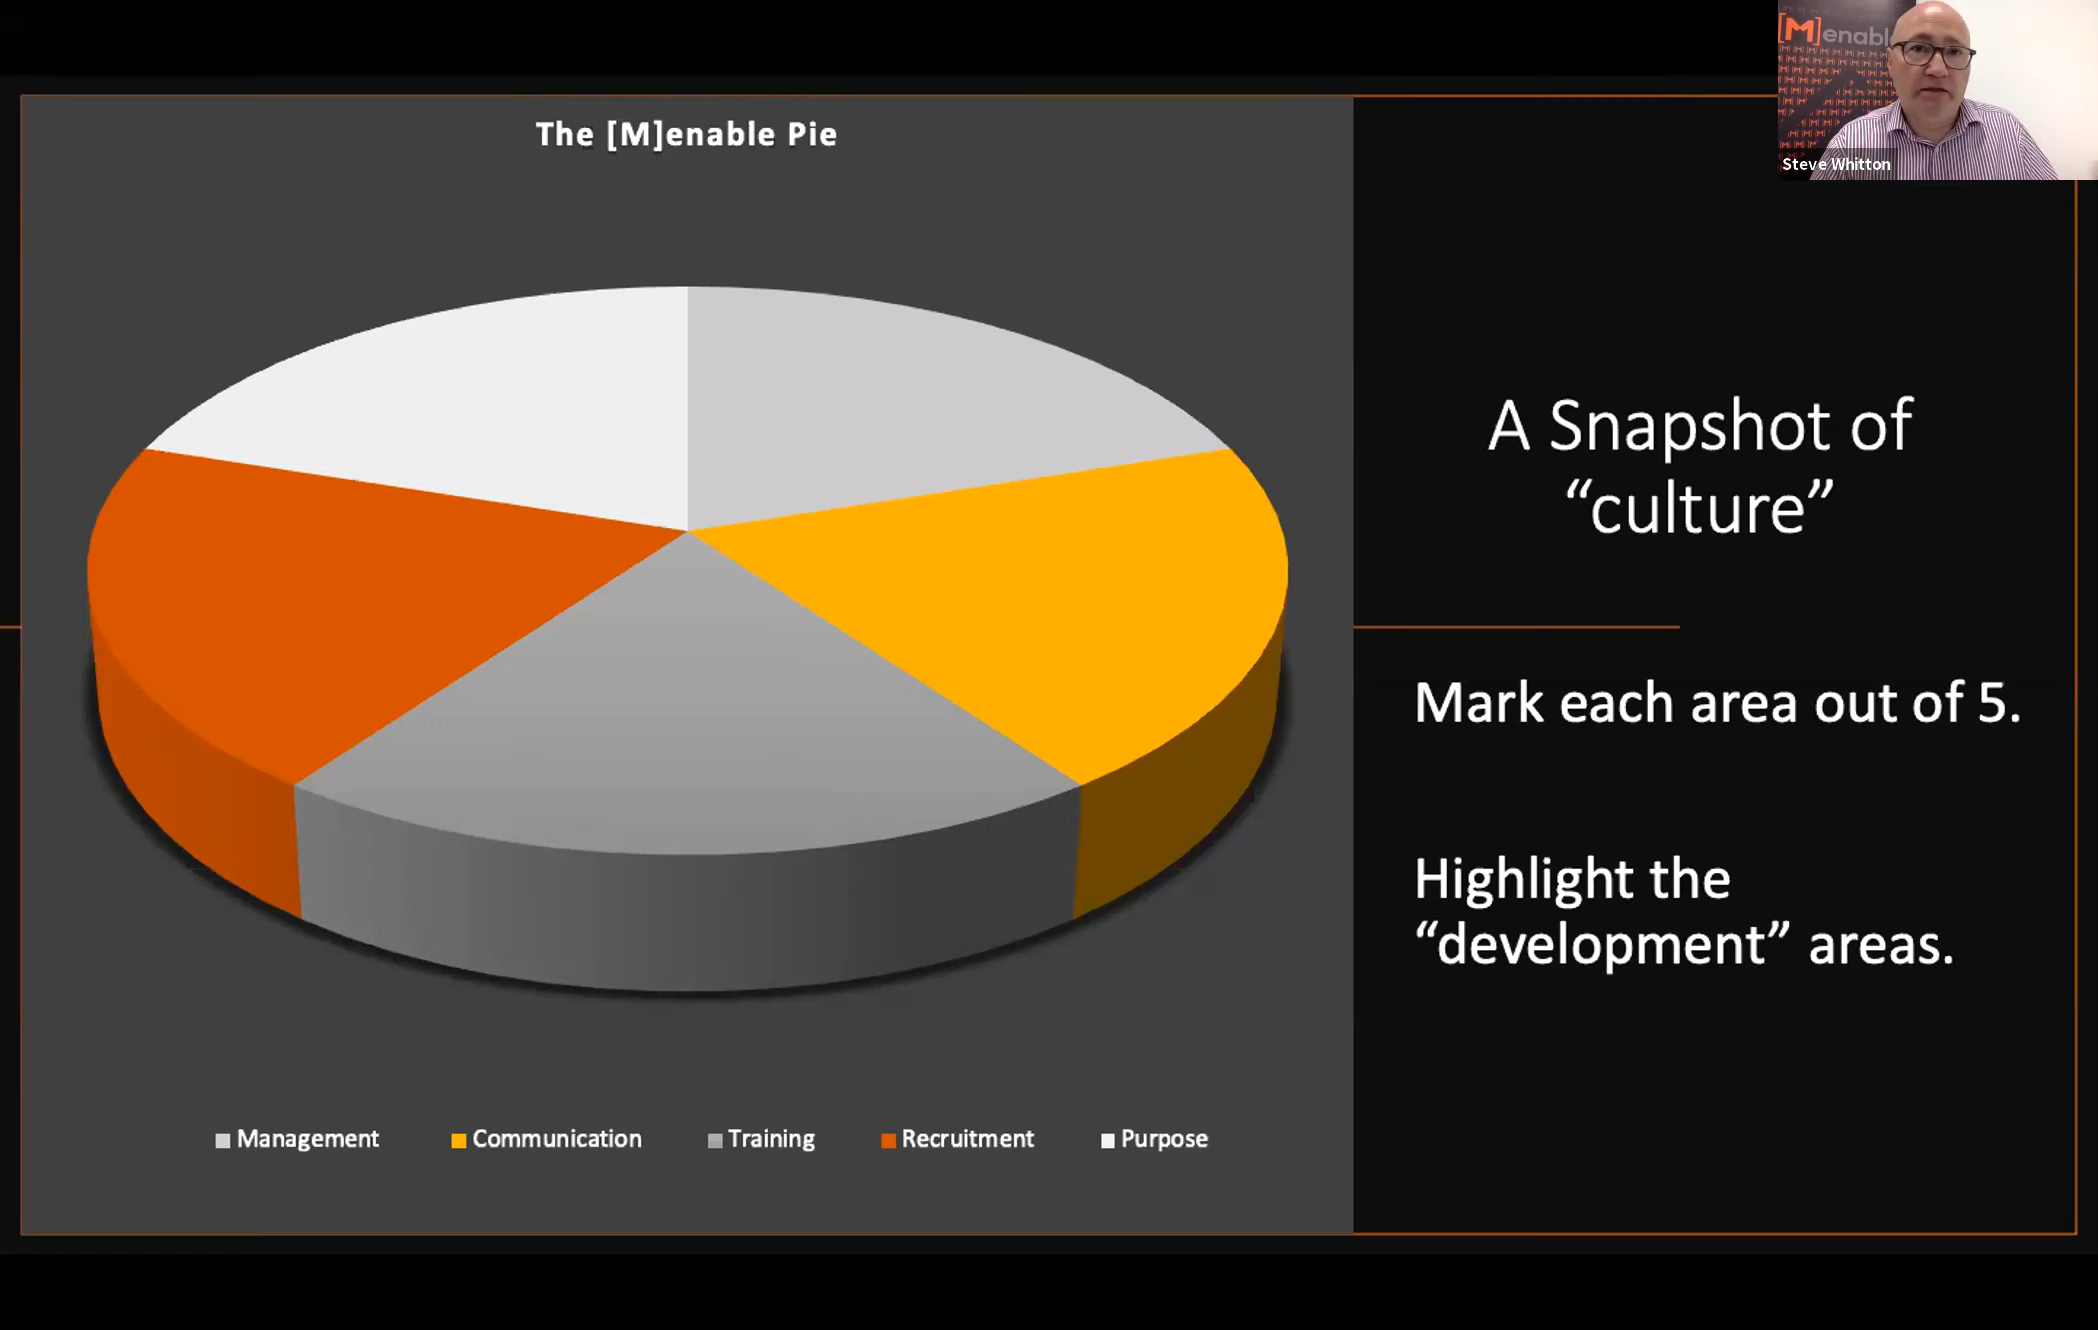 The [M]enable Pie
Management
Communication
Training
Recruitment
Purpose
A Snapshot of
“culture”
Mark each area out of 5.
Highlight the
“development” areas.
[M]enabl
Steve Whitton